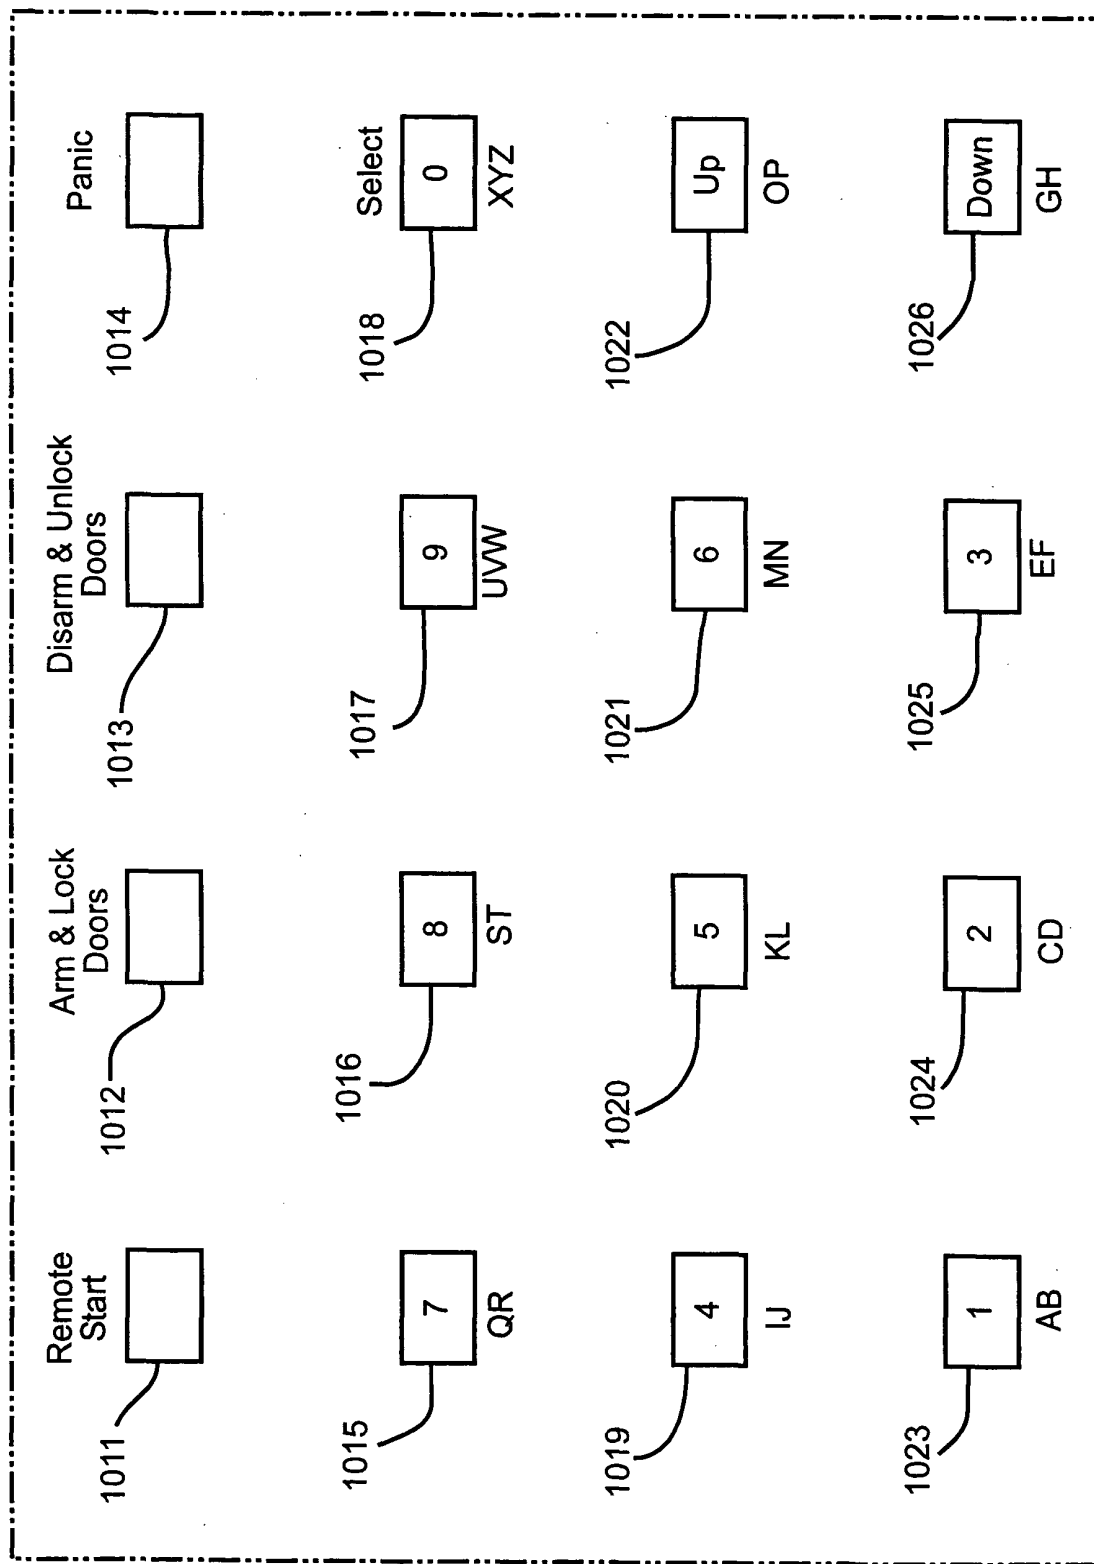 Remote
Start
Arm & Lock
Doors
Disarm & Unlock
Doors
Panic
1011
1012
1013
1014
Select
7
8
9
0
1015
QR
1016
ST
1017
UVW
1018
XYZ
4
5
6
Up
1019
IJ
1020
KL
1021
MN
1022
OP
1
2
3
Down
1023
AB
1024
CD
1025
EF
1026
GH